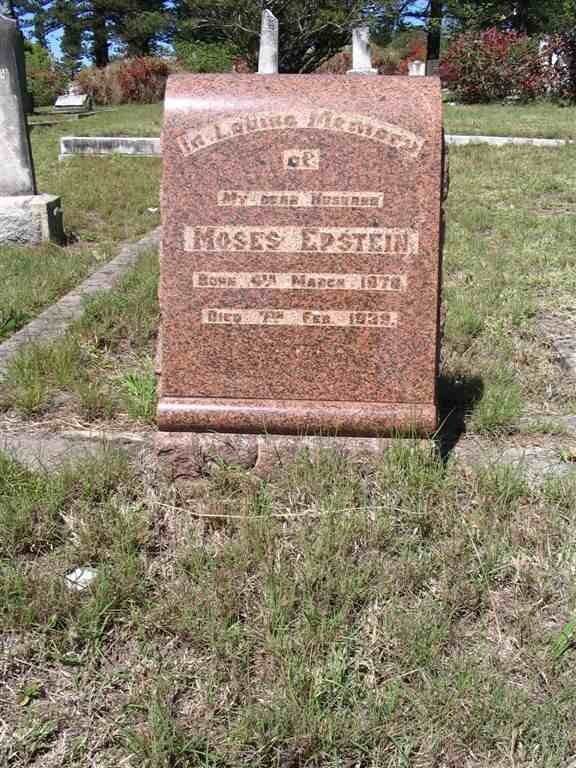 In Loving Memory
of
My dear Husband
Moses Epstein
Born 4th March 1878
Died 7th Feb. 1939.